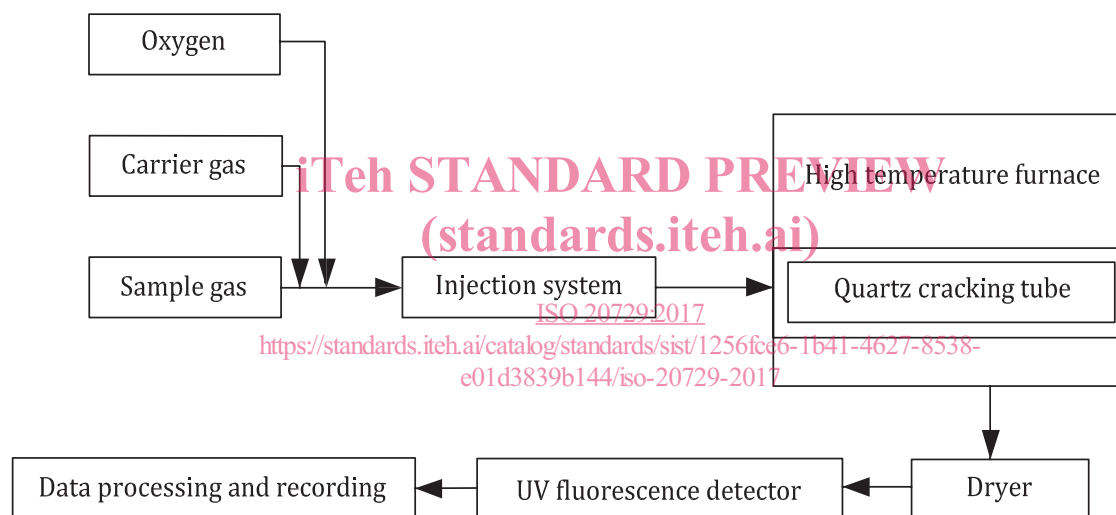 Oxygen
Carrier gas
iTeh STANDARD PREVIEW
High temperature furnace
(standards.iteh.ai)
Sample gas
Injection system
Quartz cracking tube
ISO 20729:2017
https://standards.iteh.ai/catalog/standards/sist/1256fce6-1b41-4627-8538-
e01d3839b144/iso-20729-2017
Data processing and recording
UV fluorescence detector
Dryer